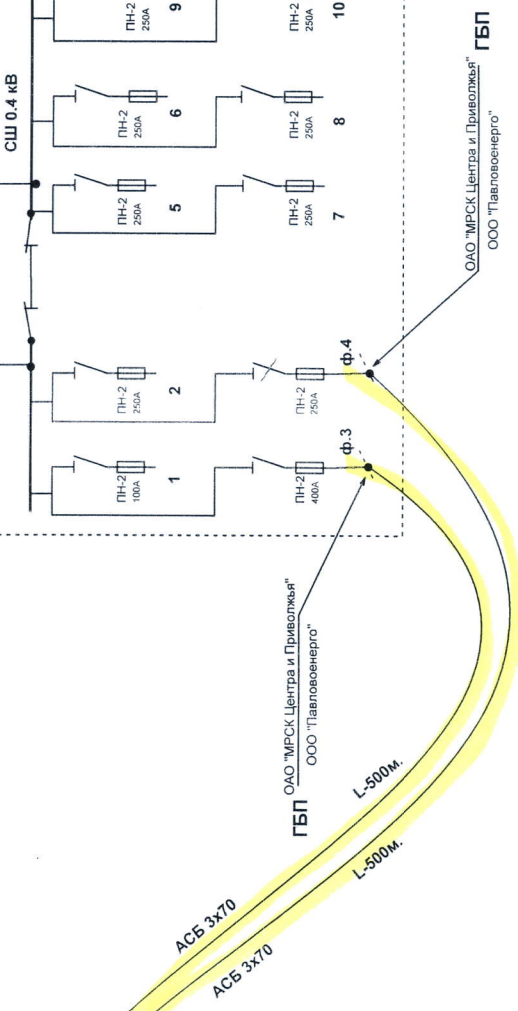 СШ 0.4 кВ
ПН-2
250А
9
ПН-2
250А
10
ПН-2
250А
6
ПН-2
250А
8
ПН-2
250А
5
ПН-2
250А
7
ПН-2
250А
2
ПН-2
250А
ф.4
ПН-2
100А
1
ПН-2
400А
ф.3
ГБП
ОАО "МРСК Центра и Приволжья"
ООО "Павловоенерго"
ГБП
ОАО "МРСК Центра и Приволжья"
ООО "Павловоенерго"
L-500м.
L-500м.
АСБ 3х70
АСБ 3х70